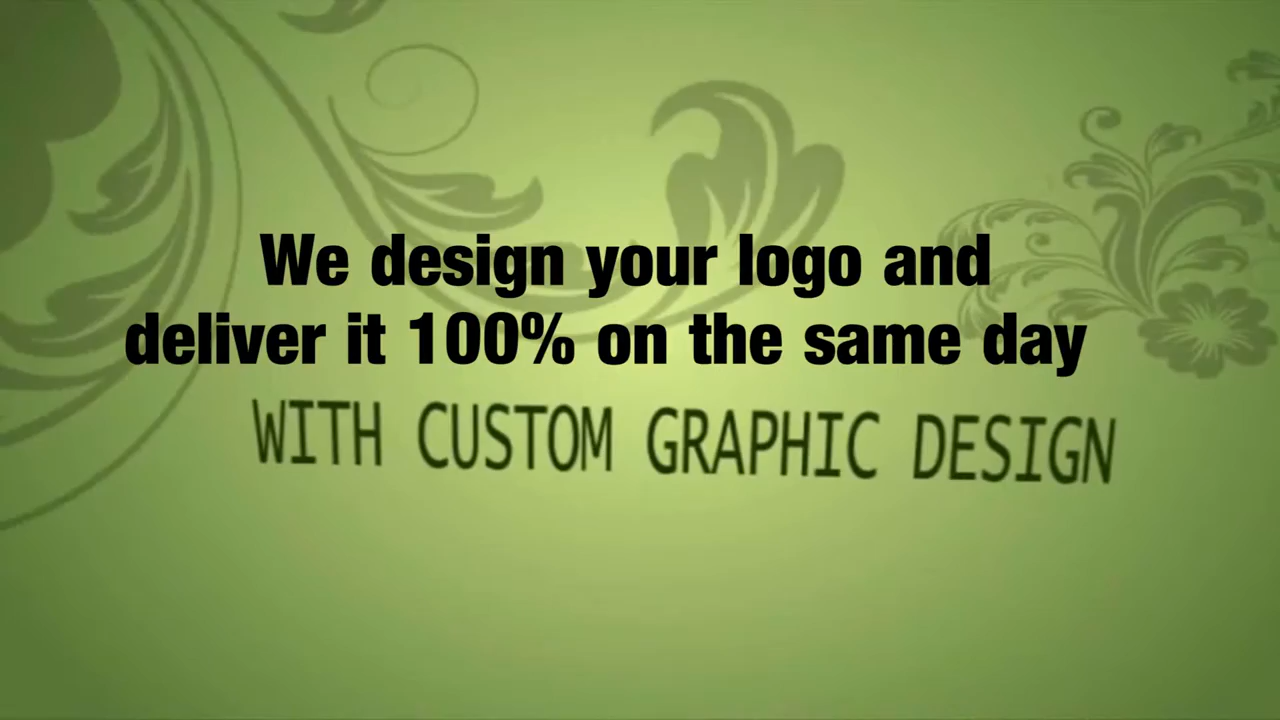 We design your logo and
deliver it 100% on the same day
WITH CUSTOM GRAPHIC DESIGN